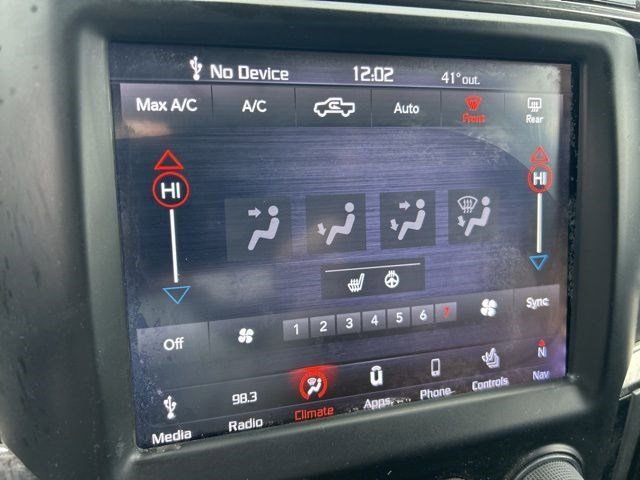 No Device 12:02 41° out.
Max A/C A/C Auto Front Rear
HI HI
1 2 3 4 5 6 7
Off Sync
Media 98.3 Radio Climate Apps Phone Controls N Nav